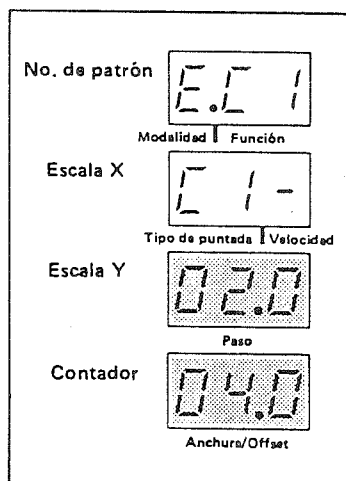 No. de patrón
E.C 1
Modalidad Función
Escala X
C 1-
Tipo de puntada Velocidad
Escala Y
02.0
Paso
Contador
04.0
Anchura/Offset